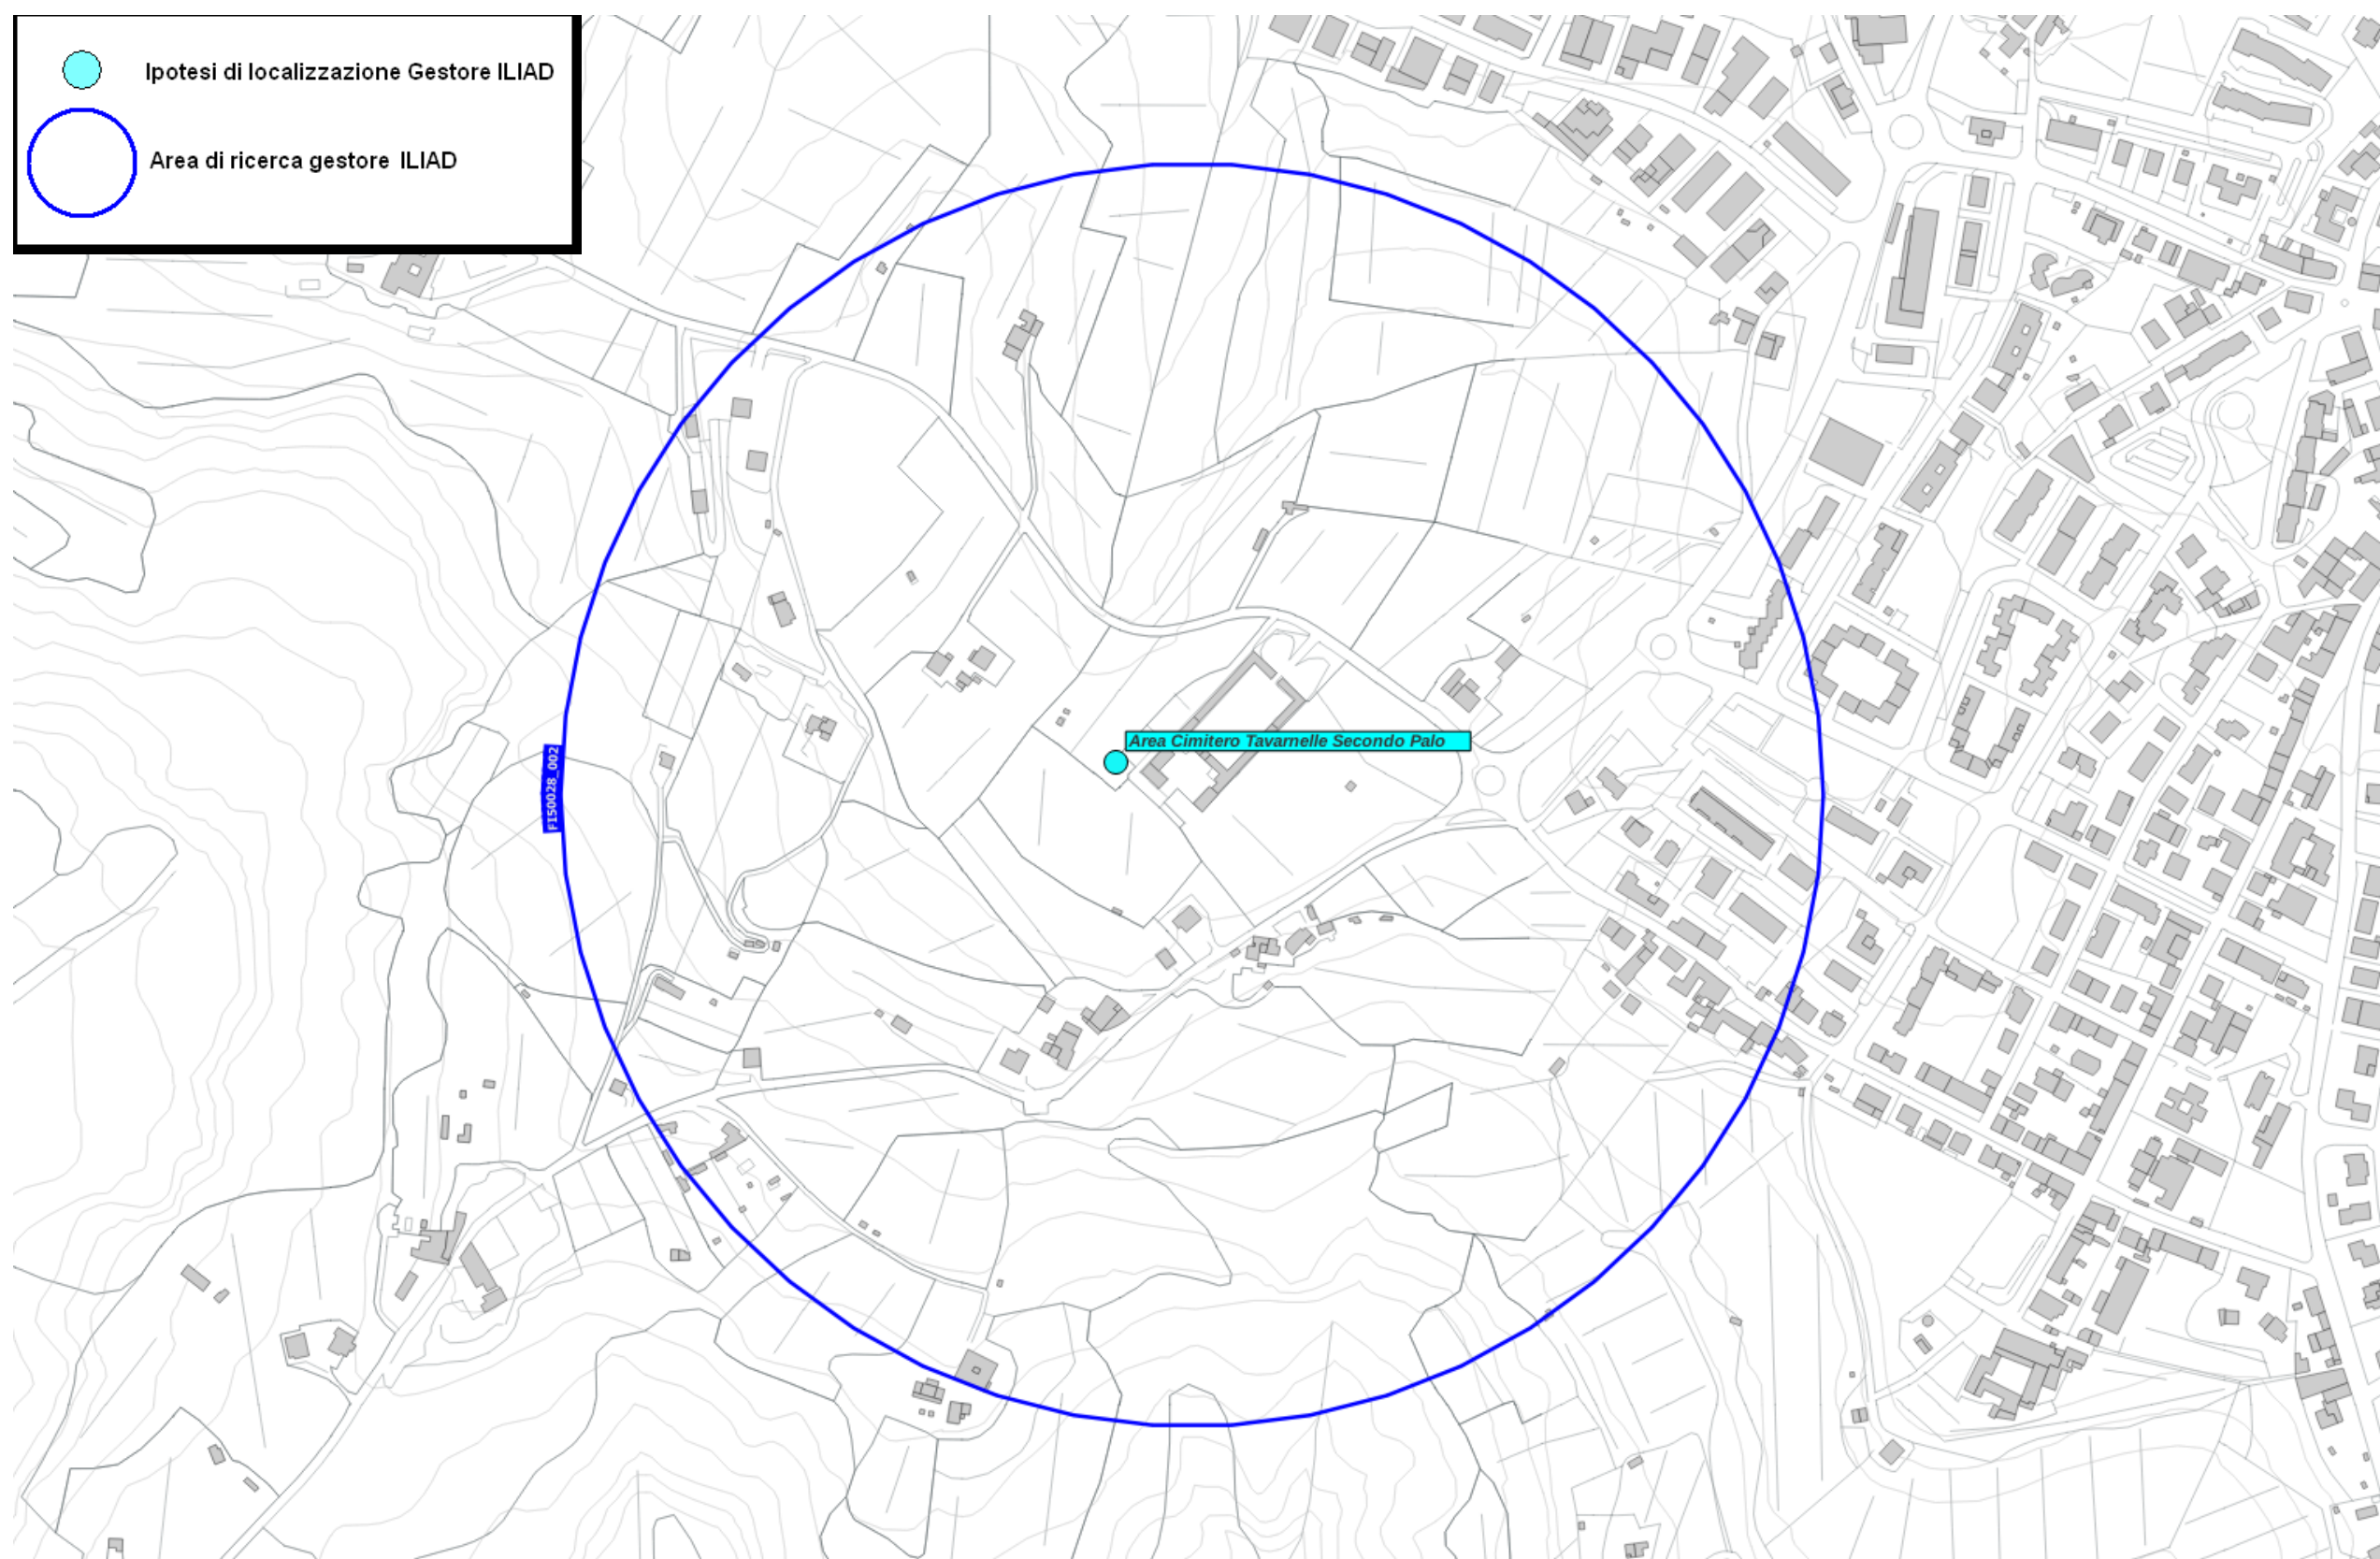 Ipotesi di localizzazione Gestore ILIAD
Area di ricerca gestore ILIAD
Area Cimitero Tavarnelle Secondo Palo
FI50028_002